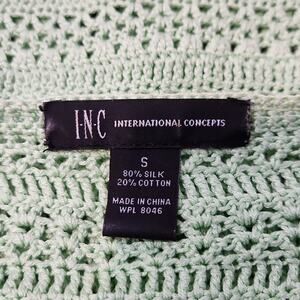 I·N·C INTERNATIONAL CONCEPTS
S
80% SILK
20% COTTON
MADE IN CHINA
WPL 8046